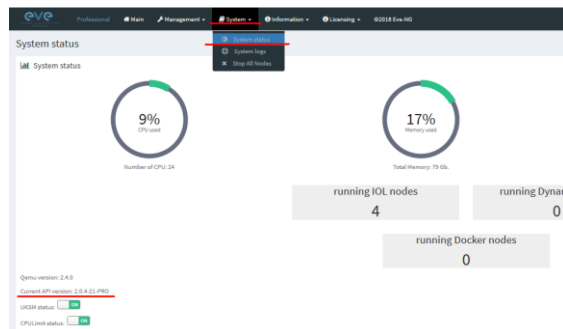 eve Professional Main Management System Information Licensing ©2018 Eve-NG
System status
System logs
Stop All Nodes
System status
System status
9%
CPU used
Number of CPU: 24
17%
Memory used
Total Memory: 79 Gb.
running IOL nodes
4
running Dyna
0
running Docker nodes
0
Qemu version: 2.4.0
Current API version: 2.0.4-21-PRO
UKSM status: ON
CPULimit status: ON